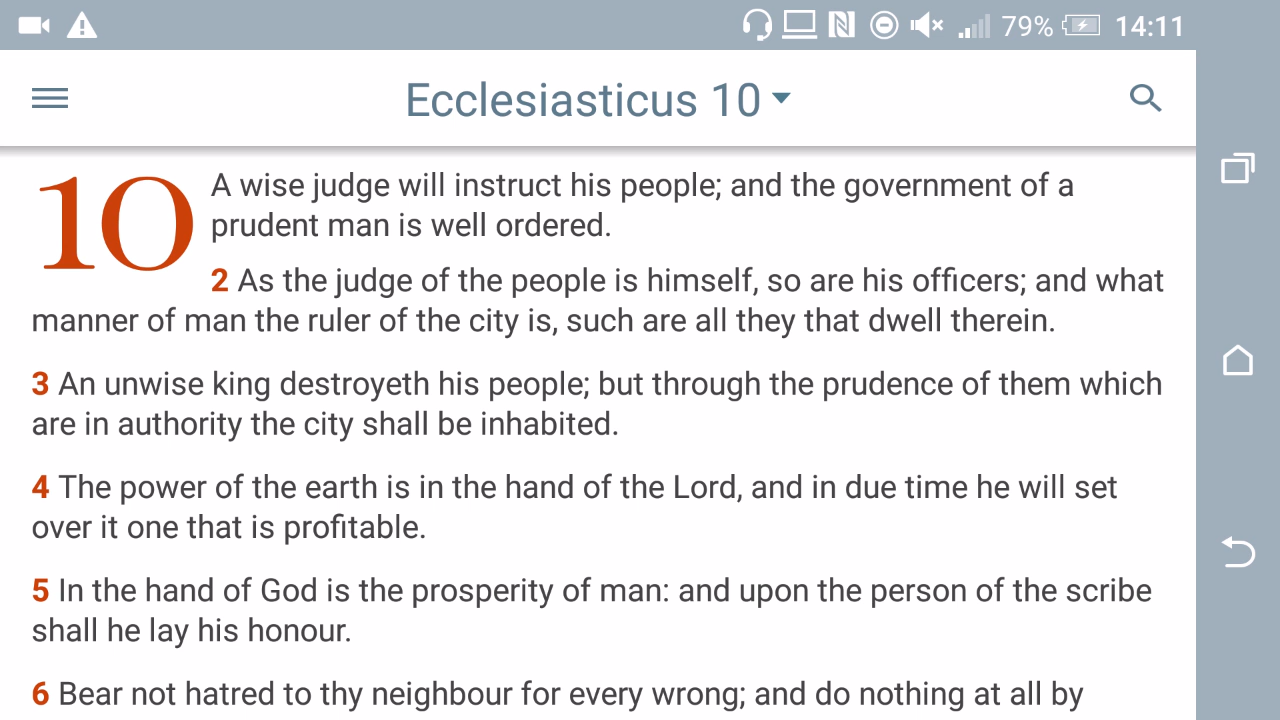 79% 14:11
Ecclesiasticus 10
10 A wise judge will instruct his people; and the government of a
prudent man is well ordered.
2 As the judge of the people is himself, so are his officers; and what
manner of man the ruler of the city is, such are all they that dwell therein.
3 An unwise king destroyeth his people; but through the prudence of them which
are in authority the city shall be inhabited.
4 The power of the earth is in the hand of the Lord, and in due time he will set
over it one that is profitable.
5 In the hand of God is the prosperity of man: and upon the person of the scribe
shall he lay his honour.
6 Bear not hatred to thy neighbour for every wrong; and do nothing at all by